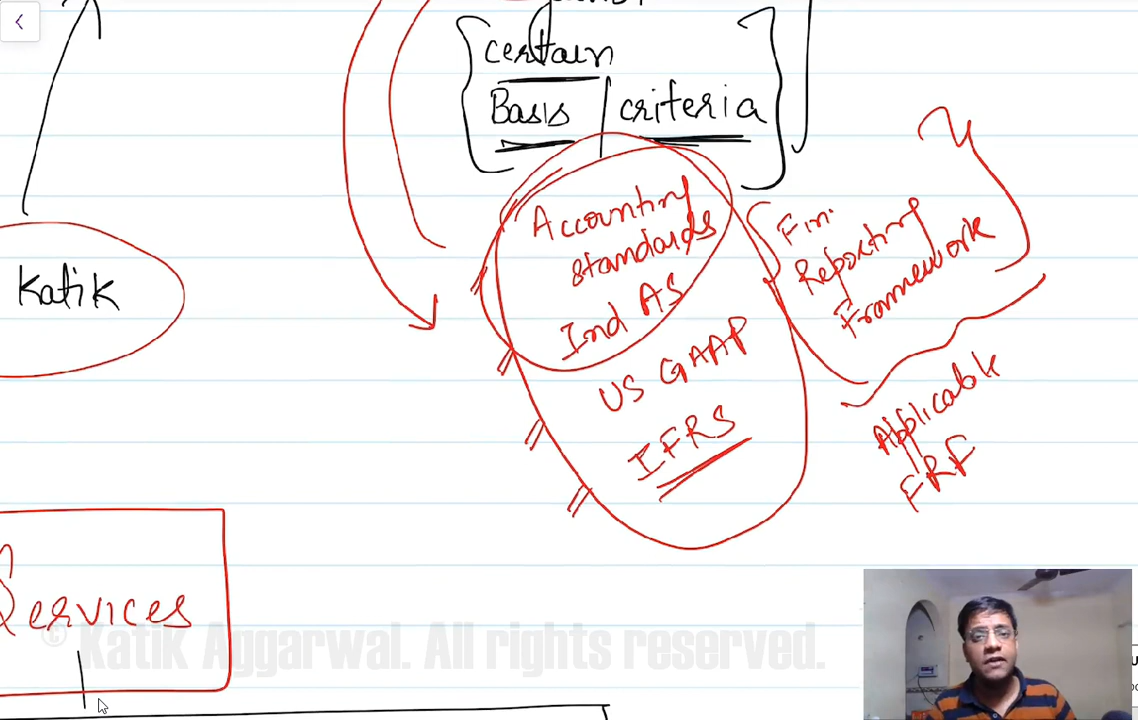 certain
Basis | criteria
Accounting
standards
Ind AS
US GAAP
IFRS
Fin.
Reporting
Framework
Applicable
FRF
Katik
Services
© Katik Aggarwal. All rights reserved.